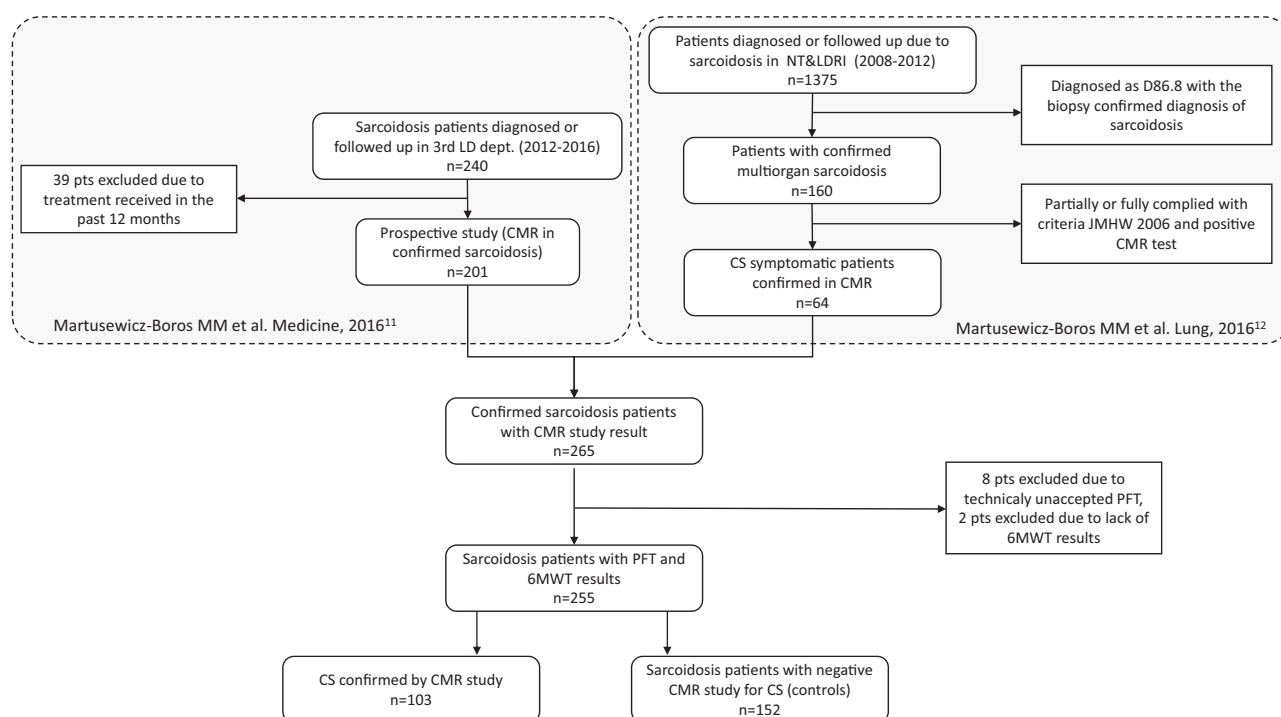 Patients diagnosed or followed up due to
sarcoidosis in NT&LDRI (2008-2012)
n=1375
Diagnosed as D86.8 with the
biopsy confirmed diagnosis of
sarcoidosis
Sarcoidosis patients diagnosed or
followed up in 3rd LD dept. (2012-2016)
n=240
Patients with confirmed
multiorgan sarcoidosis
n=160
39 pts excluded due to
treatment received in the
past 12 months
Partially or fully complied with
criteria JMHW 2006 and positive
CMR test
Prospective study (CMR in
confirmed sarcoidosis)
n=201
CS symptomatic patients
confirmed in CMR
n=64
Martusewicz-Boros MM et al. Medicine, 2016¹¹
Martusewicz-Boros MM et al. Lung, 2016¹²
Confirmed sarcoidosis patients
with CMR study result
n=265
8 pts excluded due to
technicaly unaccepted PFT,
2 pts excluded due to lack of
6MWT results
Sarcoidosis patients with PFT and
6MWT results
n=255
CS confirmed by CMR study
n=103
Sarcoidosis patients with negative
CMR study for CS (controls)
n=152